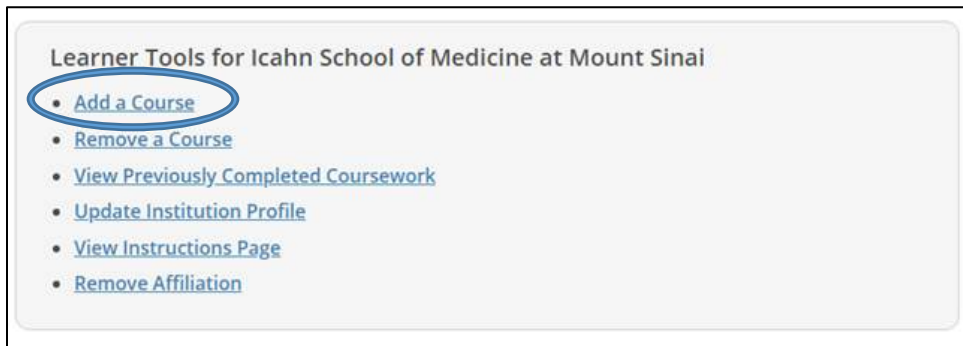 Learner Tools for Icahn School of Medicine at Mount Sinai
• Add a Course
• Remove a Course
• View Previously Completed Coursework
• Update Institution Profile
• View Instructions Page
• Remove Affiliation